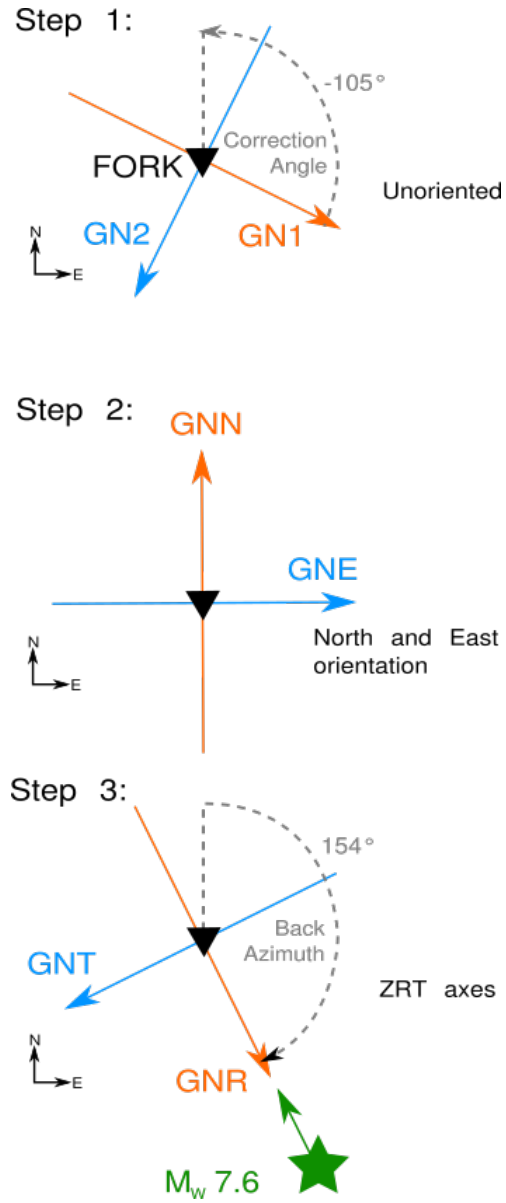 Step 1:
-105°
Correction
Angle
FORK
Unoriented
GN2
GN1
N
E
Step 2:
GNN
GNE
North and East
orientation
N
E
Step 3:
154°
Back
Azimuth
GNT
ZRT axes
N
E
GNR
Mw 7.6